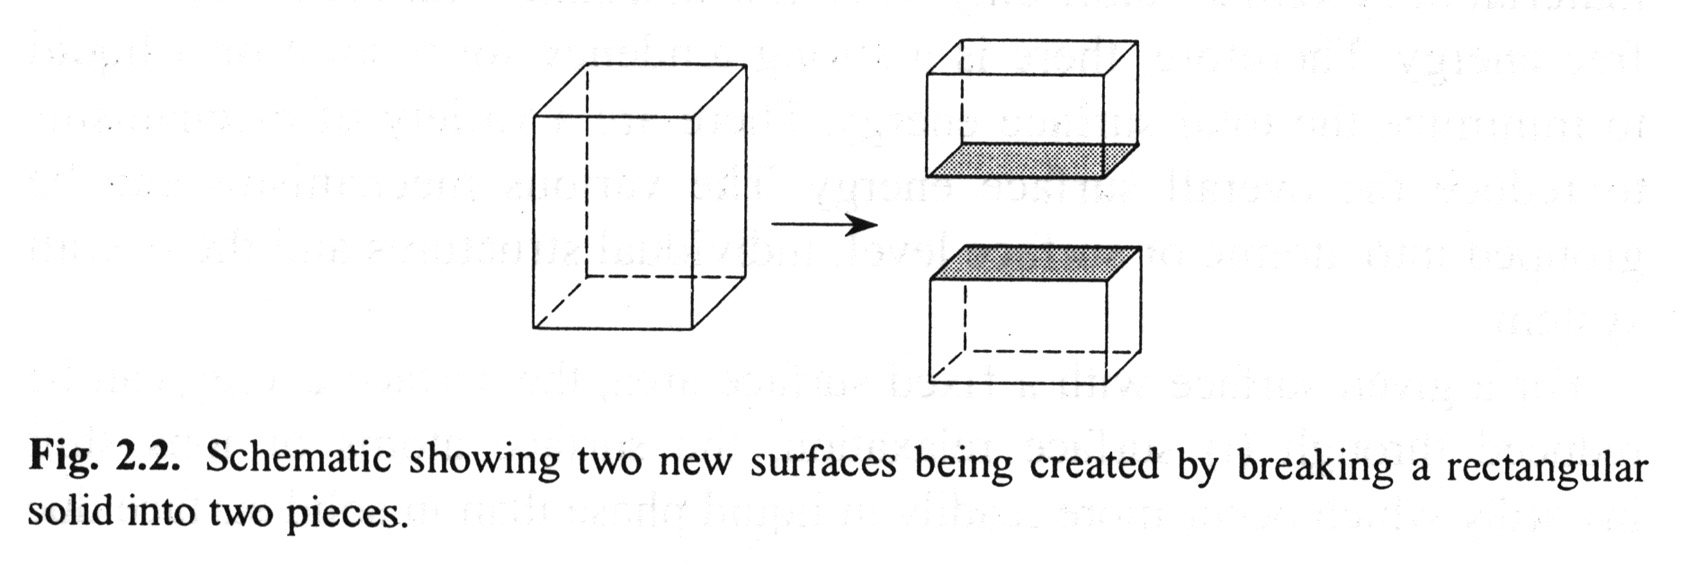 Fig. 2.2. Schematic showing two new surfaces being created by breaking a rectangular
solid into two pieces.